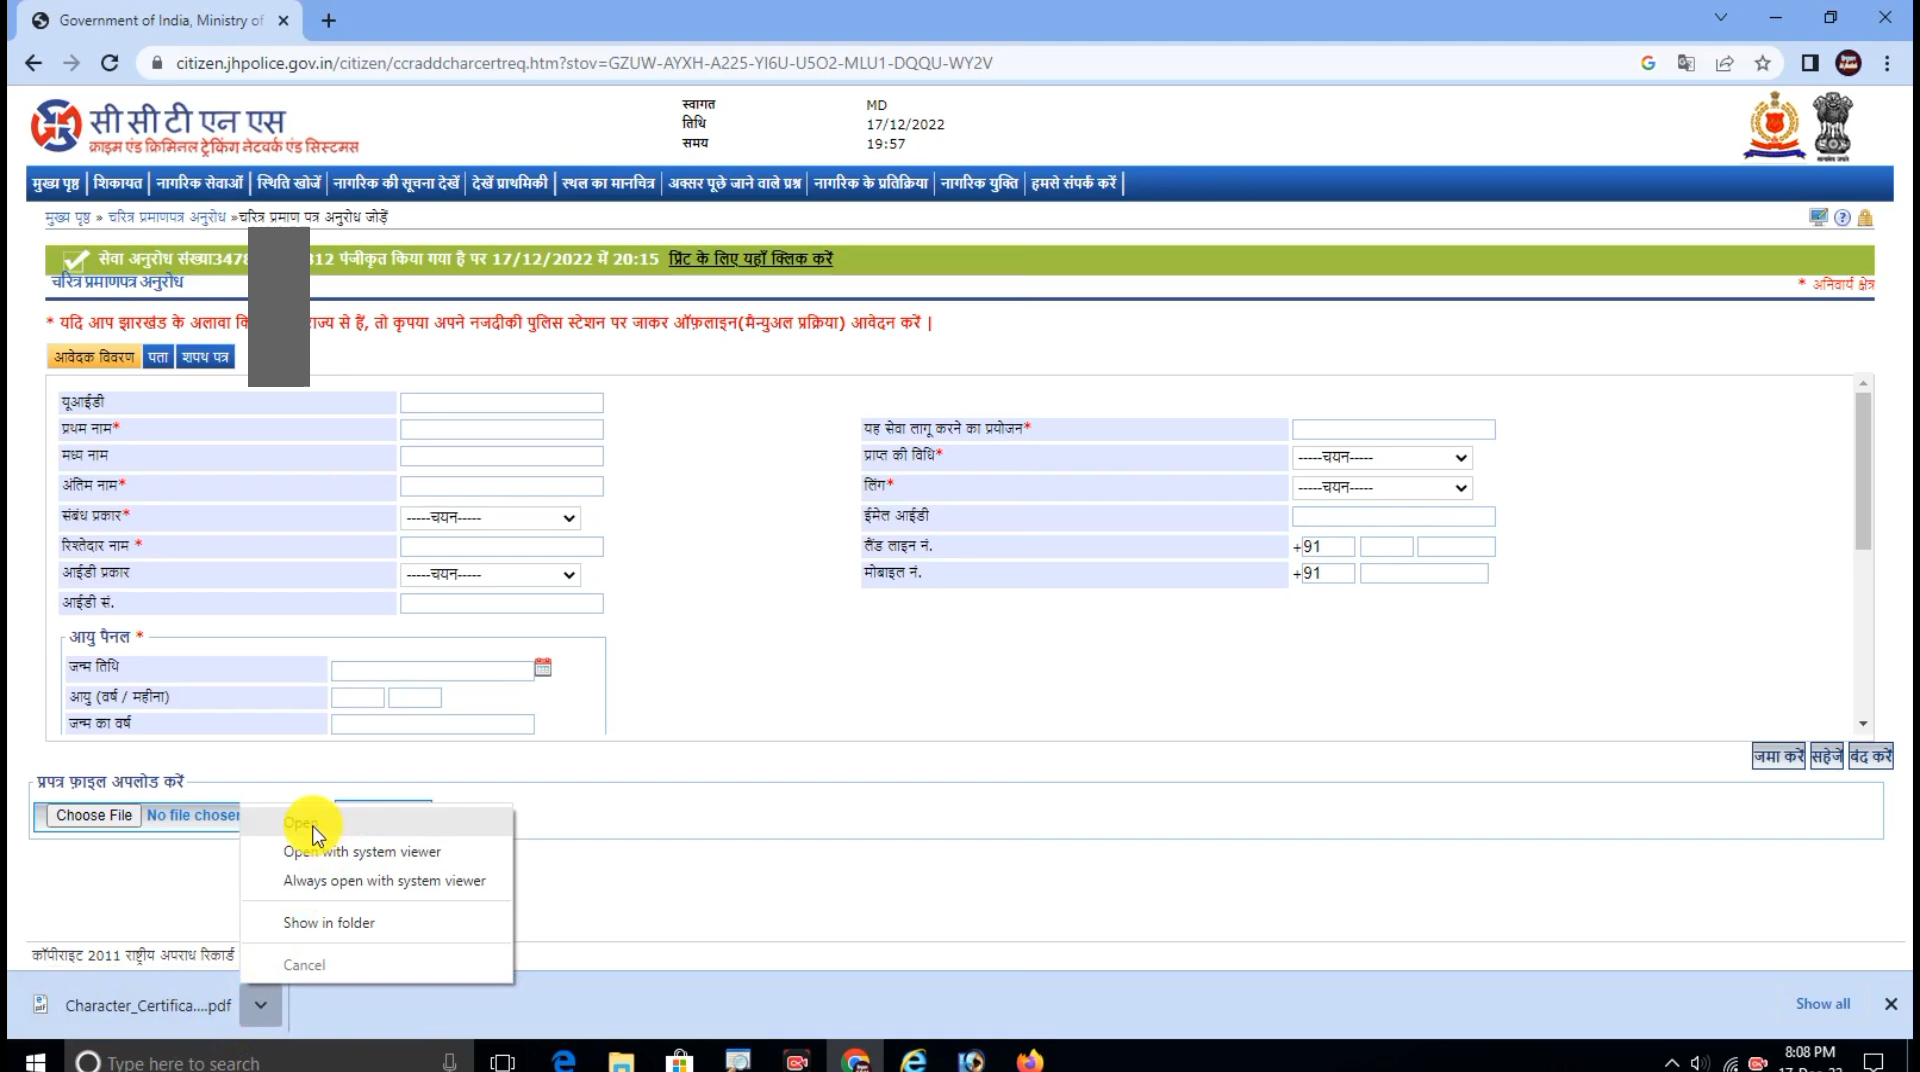 Government of India, Ministry of
citizen.jhpolice.gov.in/citizen/ccraddcharcertreq.htm?stov=GZUW-AYXH-A225-YI6U-U5O2-MLU1-DQQU-WY2V
सी सी टी एन एस
क्राइम एंड क्रिमिनल ट्रेकिंग नेटवर्क एंड सिस्टमस
स्वागत MD
तिथि 17/12/2022
समय 19:57
मुख्य पृष्ठ शिकायत नागरिक सेवाओं स्थिति खोजें नागरिक की सूचना देखें देखें प्राथमिकी स्थल का मानचित्र अक्सर पूछे जाने वाले प्रश्न नागरिक के प्रतिक्रिया नागरिक युक्ति हमसे संपर्क करें
मुख्य पृष्ठ » चरित्र प्रमाणपत्र अनुरोध »चरित्र प्रमाण पत्र अनुरोध जोड़ें
सेवा अनुरोध संख्या347 312 पंजीकृत किया गया है पर 17/12/2022 में 20:15 प्रिंट के लिए यहाँ क्लिक करें
चरित्र प्रमाणपत्र अनुरोध
* अनिवार्य क्षेत्र
* यदि आप झारखंड के अलावा राज्य से हैं, तो कृपया अपने नजदीकी पुलिस स्टेशन पर जाकर ऑफ़लाइन(मैन्युअल प्रक्रिया) आवेदन करें |
आवेदक विवरण पता शपथ पत्र
यूआईडी
प्रथम नाम* यह सेवा लागू करने का प्रयोजन*
मध्य नाम प्राप्त की विधि* -----चयन-----
अंतिम नाम* लिंग* -----चयन-----
संबंध प्रकार* -----चयन----- ईमेल आईडी
रिश्तेदार नाम * लैंड लाइन नं. +91
आईडी प्रकार -----चयन----- मोबाइल नं. +91
आईडी सं.
आयु पैनल *
जन्म तिथि
आयु (वर्ष / महीना)
जन्म का वर्ष
जमा करें सहेजें बंद करें
प्रपत्र फ़ाइल अपलोड करें
Choose File No file chosen
Open
Open with system viewer
Always open with system viewer
Show in folder
Cancel
कॉपीराइट 2011 राष्ट्रीय अपराध रिकार्ड
Character_Certifica....pdf
Show all
Type here to search
8:08 PM